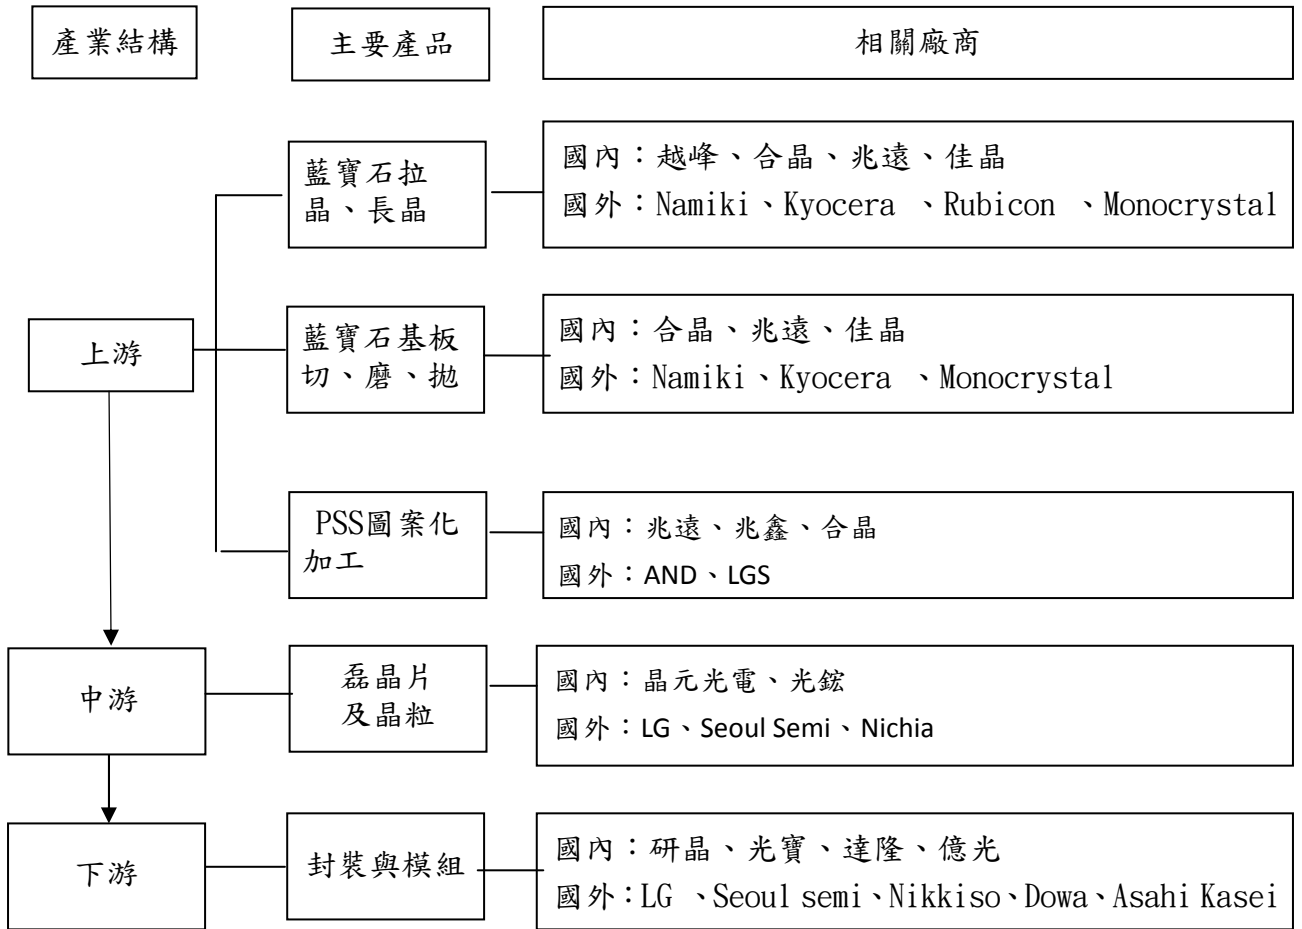 產業結構
主要產品
相關廠商
藍寶石拉
晶、長晶
國內：越峰、合晶、兆遠、佳晶
國外：Namiki、Kyocera 、Rubicon 、Monocrystal
上游
藍寶石基板
切、磨、拋
國內：合晶、兆遠、佳晶
國外：Namiki、Kyocera 、Monocrystal
PSS圖案化
加工
國內：兆遠、兆鑫、合晶
國外：AND、LGS
中游
磊晶片
及晶粒
國內：晶元光電、光鋐
國外：LG、Seoul Semi、Nichia
下游
封裝與模組
國內：研晶、光寶、達隆、億光
國外：LG 、Seoul semi、Nikkiso、Dowa、Asahi Kasei